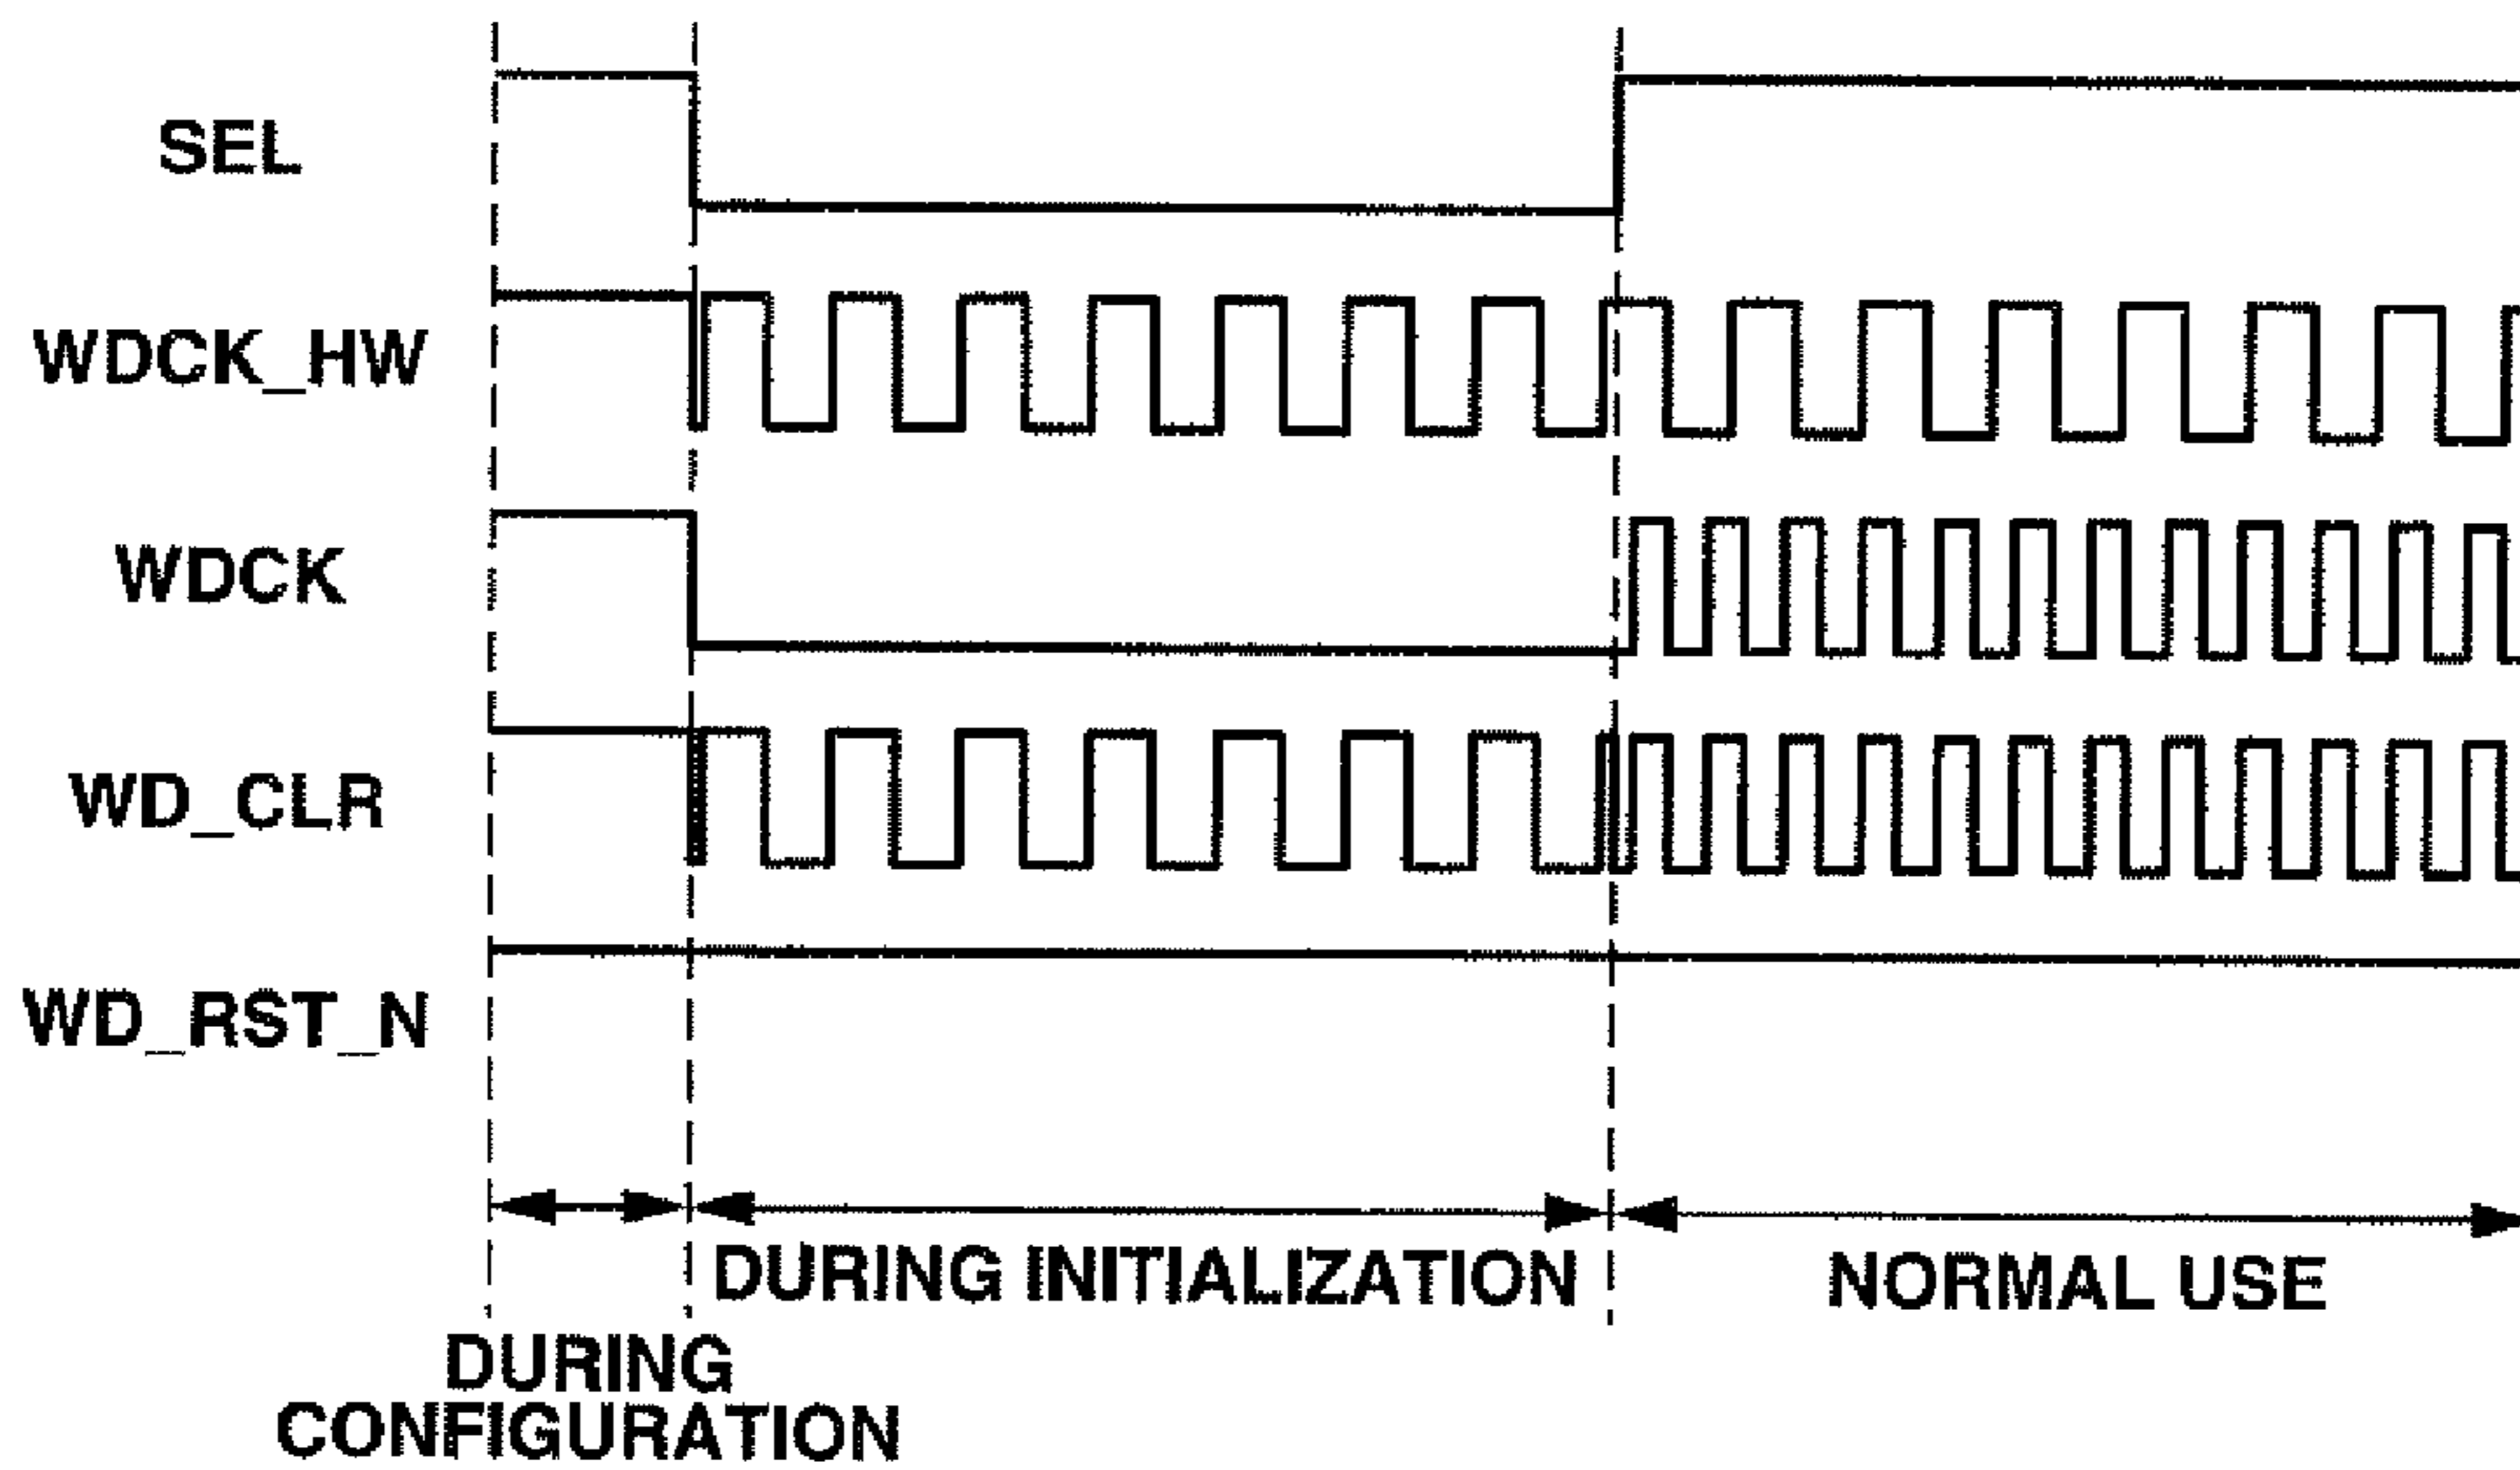 SEL
WDCK_HW
WDCK
WD_CLR
WD_RST_N
DURING INITIALIZATION
NORMAL USE
DURING
CONFIGURATION